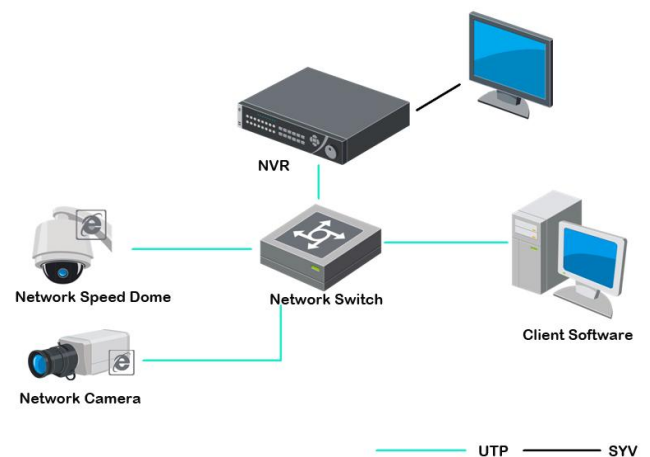 NVR
Network Speed Dome
Network Switch
Client Software
Network Camera
UTP
SYV